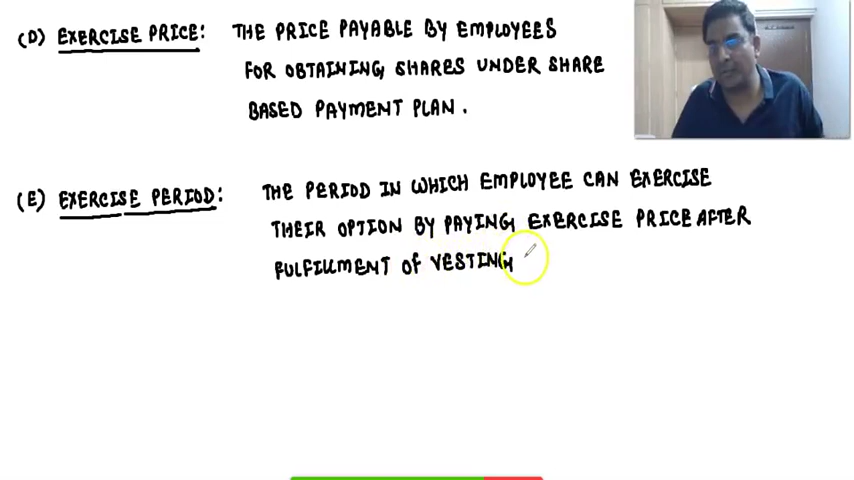 (D) EXERCISE PRICE: THE PRICE PAYABLE BY EMPLOYEES
FOR OBTAINING SHARES UNDER SHARE
BASED PAYMENT PLAN.
(E) EXERCISE PERIOD: THE PERIOD IN WHICH EMPLOYEE CAN EXERCISE
THEIR OPTION BY PAYING EXERCISE PRICE AFTER
FULFILLMENT OF VESTING